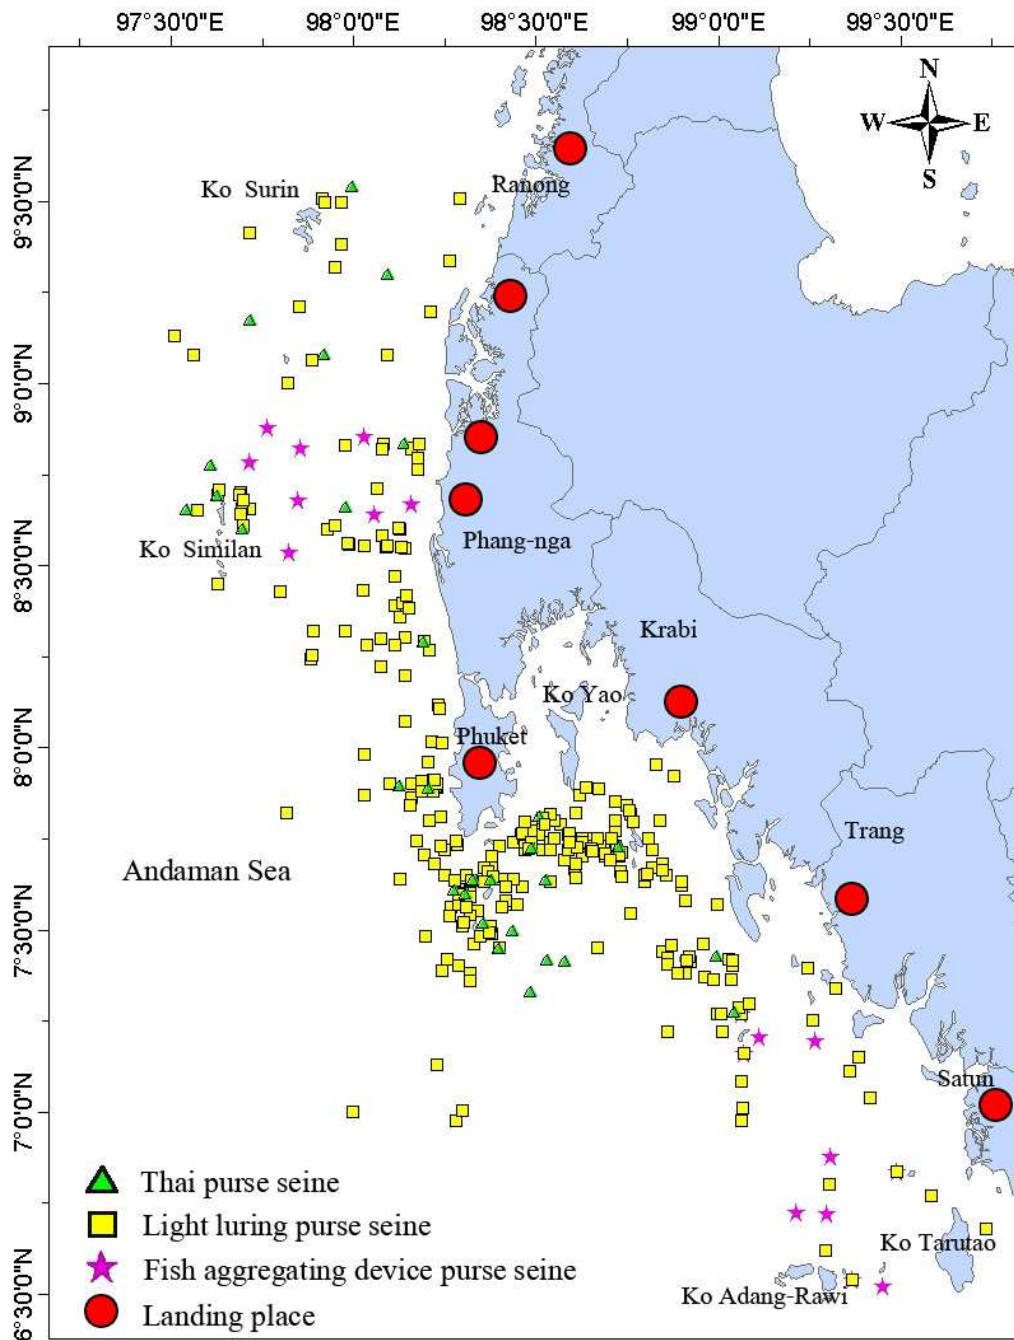 97°30'0"E 98°0'0"E 98°30'0"E 99°0'0"E 99°30'0"E
N
W E
S
9°30'0"N
9°0'0"N
8°30'0"N
8°0'0"N
7°30'0"N
7°0'0"N
6°30'0"N
Ranong
Ko Surin
Phang-nga
Ko Similan
Krabi
Ko Yao
Phuket
Trang
Andaman Sea
Satun
Ko Tarutao
Ko Adang-Rawi
Thai purse seine
Light luring purse seine
Fish aggregating device purse seine
Landing place